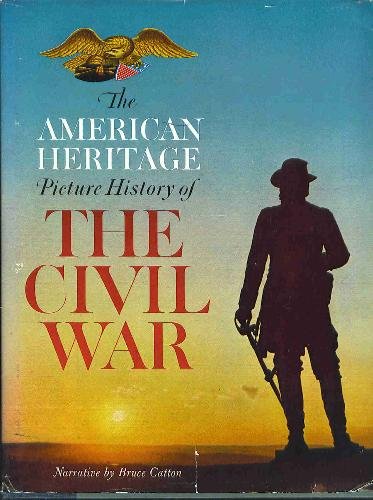 The
AMERICAN
HERITAGE
Picture History of
THE
CIVIL
WAR
Narrative by Bruce Catton